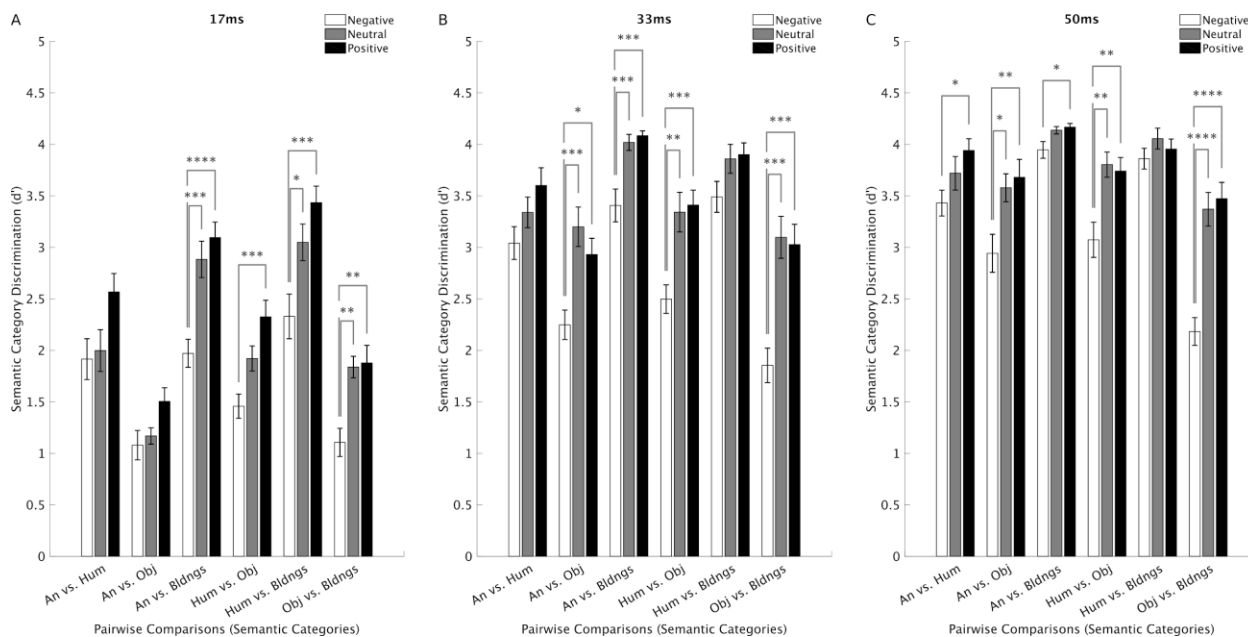 A
17ms
Negative
Neutral
Positive
Semantic Category Discrimination (d')
5
4.5
4
3.5
3
2.5
2
1.5
1
0.5
0
***
****
***
***
*
***
**
**
An vs. Hum
An vs. Obj
An vs. Bldngs
Hum vs. Obj
Hum vs. Bldngs
Obj vs. Bldngs
Pairwise Comparisons (Semantic Categories)
B
33ms
Negative
Neutral
Positive
Semantic Category Discrimination (d')
5
4.5
4
3.5
3
2.5
2
1.5
1
0.5
0
***
*
***
***
**
***
***
***
An vs. Hum
An vs. Obj
An vs. Bldngs
Hum vs. Obj
Hum vs. Bldngs
Obj vs. Bldngs
Pairwise Comparisons (Semantic Categories)
C
50ms
Negative
Neutral
Positive
Semantic Category Discrimination (d')
5
4.5
4
3.5
3
2.5
2
1.5
1
0.5
0
*
*
**
*
**
**
****
****
An vs. Hum
An vs. Obj
An vs. Bldngs
Hum vs. Obj
Hum vs. Bldngs
Obj vs. Bldngs
Pairwise Comparisons (Semantic Categories)